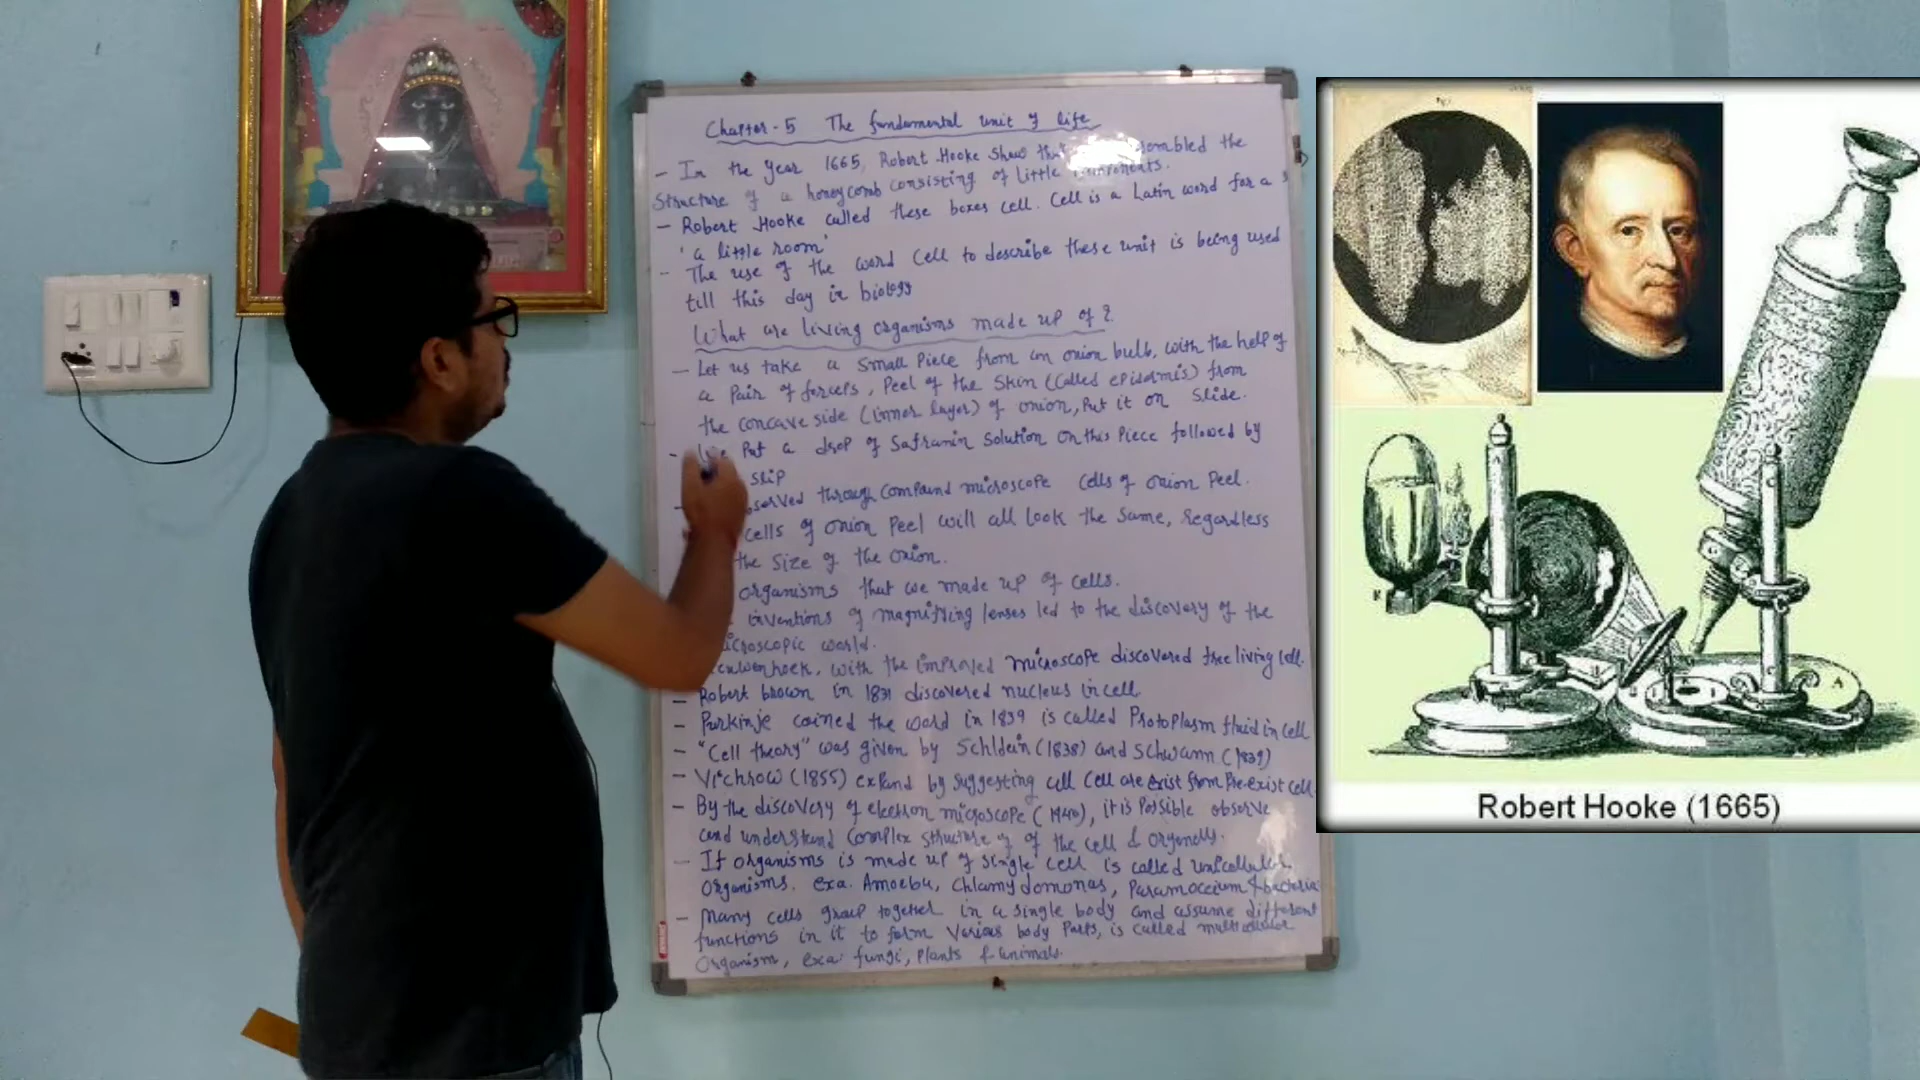 Chapter-5 The fundamental unit of life
- In the year 1665, Robert Hooke Show the
Structure of a honeycomb consisting of little
- Robert Hooke called these boxes cell. Cell is a Latin word for a
'a little room'
- The use of the word Cell to describe these unit is being used
till this day in biology
What are living organisms made up of?
- Let us take a small piece from an onion bulb, with the help of
a Pair of forceps, Peel of the Skin (called epidermis) from
the concave side (inner layer) of onion, Put it on slide.
- We Put a drop of Safranin solution on this Piece followed by
slip
through compound microscope cells of onion Peel.
cells of onion Peel will all look the same, regardless
the size of the onion.
organisms that we made up of cells.
inventions of magnifying lenses led to the discovery of the
world.
with the improved microscope discovered free living cell.
- Robert brown in 1831 discovered nucleus in cell
- Purkinje coined the word in 1839 is called Protoplasm fluid in cell
- "Cell theory" was given by Schldein (1838) and Schwann (1839)
- Vichrow (1855) expand by suggesting all Cell are exist from Pre-exist cell.
- By the discovery of electron microscope (1940), it is Possible observe
and understand complex structure of of the cell & orgenells.
- If organisms is made up of single cell is called unicellular
organisms. exa. Amoeba, Chlamydomonas, Paramoecium & bacteria
- Many cells group together in a single body and assume different
functions in it to form various body Parts, is called multicellular
Organism, exa fungi, Plants & animals.
Robert Hooke (1665)